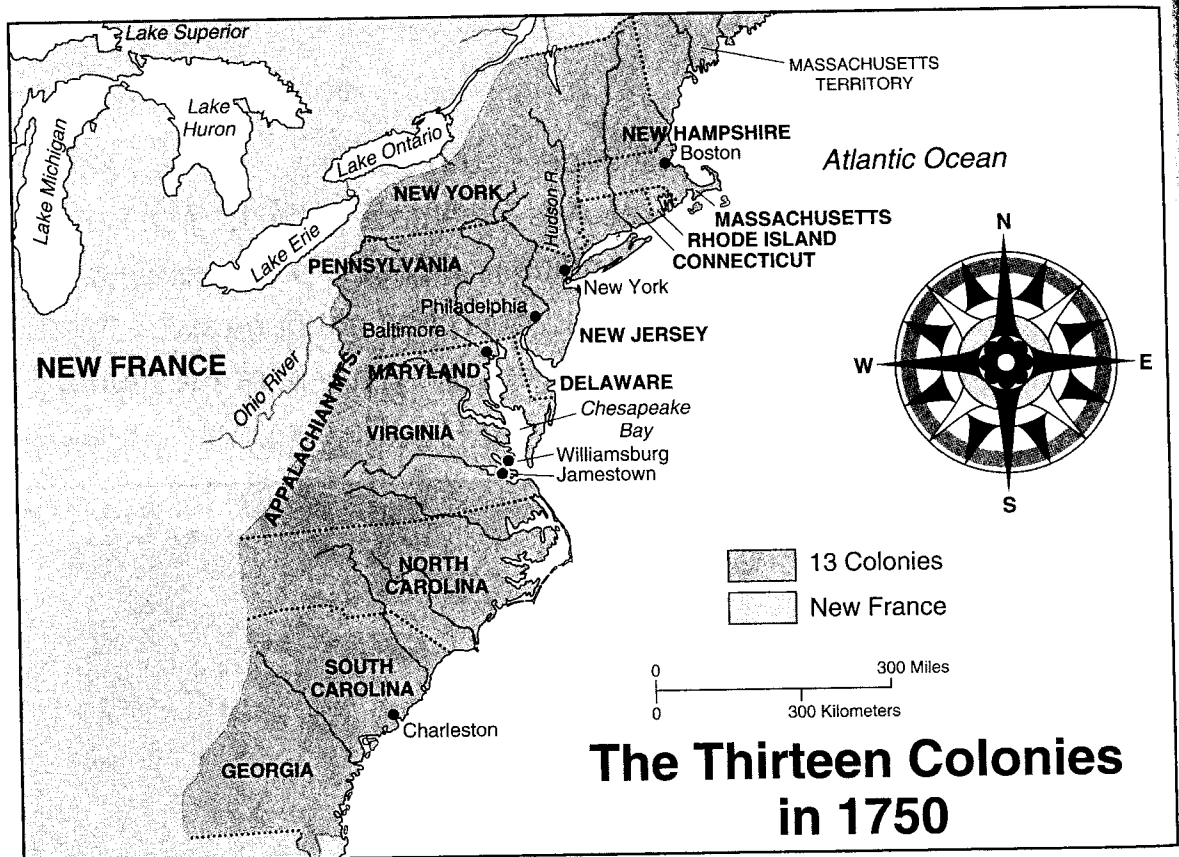 Lake Superior
MASSACHUSETTS
TERRITORY
Lake
Huron
Lake Michigan
Lake Ontario
NEW HAMPSHIRE
Boston
Atlantic Ocean
NEW YORK
Hudson R
MASSACHUSETTS
RHODE ISLAND
CONNECTICUT
Lake Erie
PENNSYLVANIA
New York
Philadelphia
Baltimore
NEW JERSEY
NEW FRANCE
Ohio River
APPALACHIAN MTS.
MARYLAND
DELAWARE
Chesapeake
Bay
VIRGINIA
Williamsburg
Jamestown
N
W
E
S
NORTH
CAROLINA
13 Colonies
New France
SOUTH
CAROLINA
0 300 Miles
0 300 Kilometers
Charleston
GEORGIA
The Thirteen Colonies
in 1750